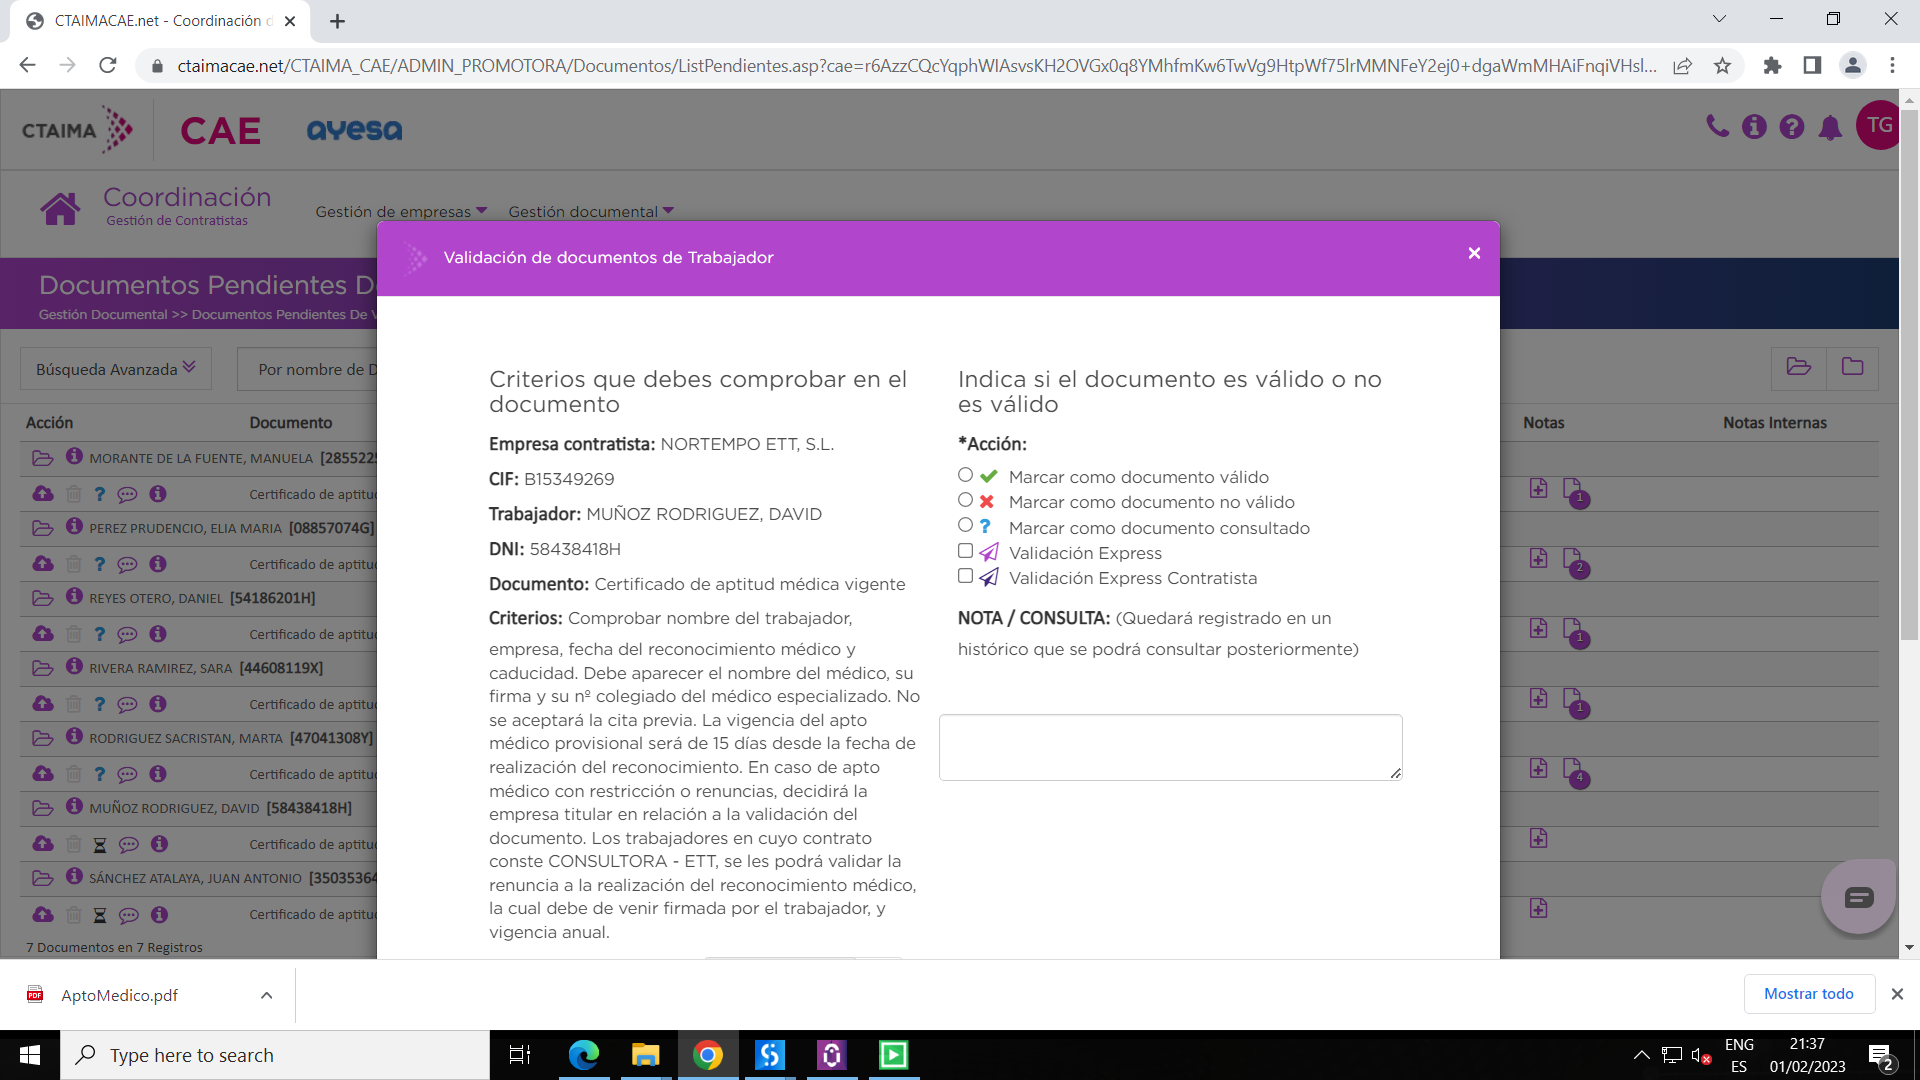 CTAIMACAE.net - Coordinación d
ctaimacae.net/CTAIMA_CAE/ADMIN_PROMOTORA/Documentos/ListPendientes.asp?cae=r6AzzCQcYqphWIAsvsKH2OVGx0q8YMhfmKw6TwVg9HtpWf75lrMMNFeY2ej0+dgaWmMHAiFnqiVHsl...
CTAIMA
CAE
ayesa
TG
Coordinación
Gestión de Contratistas
Gestión de empresas
Gestión documental
Validación de documentos de Trabajador
Documentos Pendientes D
Gestión Documental >> Documentos Pendientes De V
Búsqueda Avanzada
Por nombre de D
Acción
Documento
Notas
Notas Internas
MORANTE DE LA FUENTE, MANUELA [2855225
Certificado de aptituc
1
PEREZ PRUDENCIO, ELIA MARIA [08857074G]
Certificado de aptituc
2
REYES OTERO, DANIEL [54186201H]
Certificado de aptituc
1
RIVERA RAMIREZ, SARA [44608119X]
Certificado de aptituc
1
RODRIGUEZ SACRISTAN, MARTA [47041308Y]
Certificado de aptituc
4
MUÑOZ RODRIGUEZ, DAVID [58438418H]
Certificado de aptituc
SÁNCHEZ ATALAYA, JUAN ANTONIO [35035364
Certificado de aptituc
7 Documentos en 7 Registros
Criterios que debes comprobar en el
documento
Empresa contratista: NORTEMPO ETT, S.L.
CIF: B15349269
Trabajador: MUÑOZ RODRIGUEZ, DAVID
DNI: 58438418H
Documento: Certificado de aptitud médica vigente
Criterios: Comprobar nombre del trabajador,
empresa, fecha del reconocimiento médico y
caducidad. Debe aparecer el nombre del médico, su
firma y su nº colegiado del médico especializado. No
se aceptará la cita previa. La vigencia del apto
médico provisional será de 15 días desde la fecha de
realización del reconocimiento. En caso de apto
médico con restricción o renuncias, decidirá la
empresa titular en relación a la validación del
documento. Los trabajadores en cuyo contrato
conste CONSULTORA - ETT, se les podrá validar la
renuncia a la realización del reconocimiento médico,
la cual debe de venir firmada por el trabajador, y
vigencia anual.
Indica si el documento es válido o no
es válido
*Acción:
Marcar como documento válido
Marcar como documento no válido
Marcar como documento consultado
Validación Express
Validación Express Contratista
NOTA / CONSULTA: (Quedará registrado en un
histórico que se podrá consultar posteriormente)
AptoMedico.pdf
Mostrar todo
Type here to search
ENG
ES
21:37
01/02/2023
2